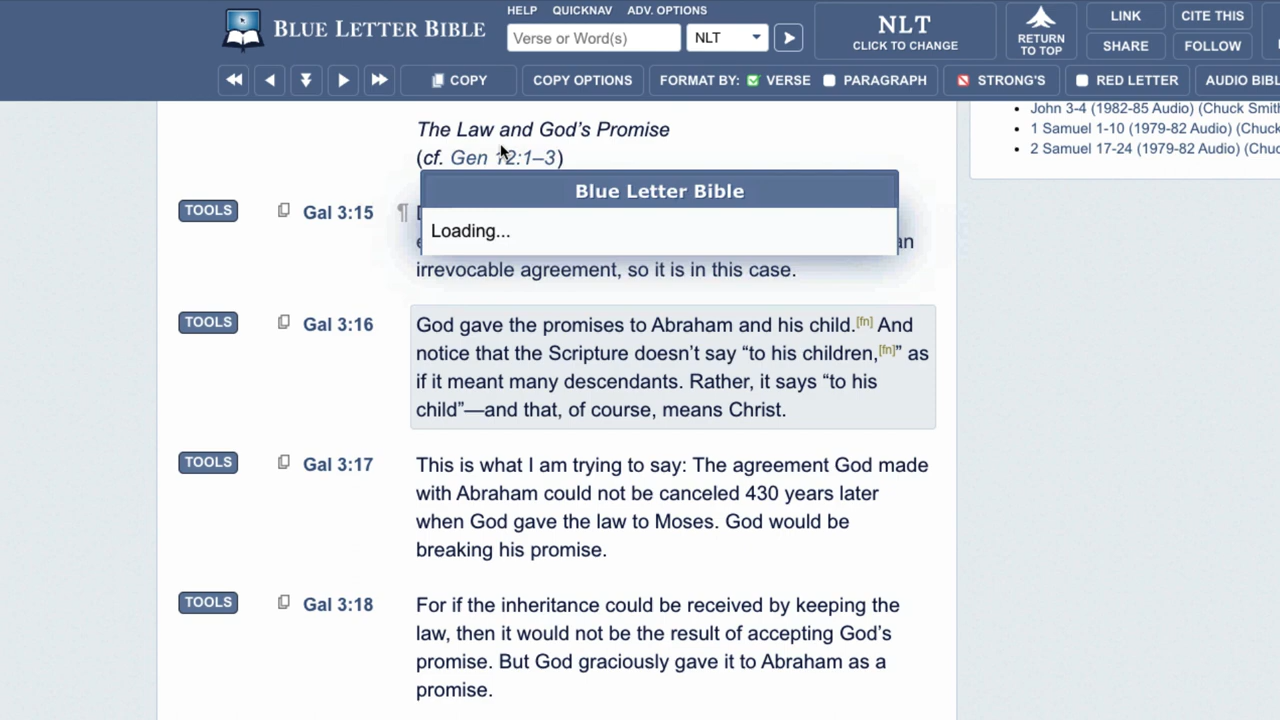 HELP QUICKNAV ADV. OPTIONS
BLUE LETTER BIBLE
Verse or Word(s)
NLT
NLT
CLICK TO CHANGE
RETURN
TO TOP
LINK
CITE THIS
SHARE
FOLLOW
COPY
COPY OPTIONS
FORMAT BY: VERSE PARAGRAPH
STRONG'S
RED LETTER
AUDIO BIBL
• John 3-4 (1982-85 Audio) (Chuck Smith
• 1 Samuel 1-10 (1979-82 Audio) (Chuck
• 2 Samuel 17-24 (1979-82 Audio) (Chuc
The Law and God’s Promise
(cf. Gen 12:1–3)
Blue Letter Bible
Loading...
TOOLS Gal 3:15 ¶
an
irrevocable agreement, so it is in this case.
TOOLS Gal 3:16 God gave the promises to Abraham and his child.[fn] And
notice that the Scripture doesn’t say “to his children,[fn]” as
if it meant many descendants. Rather, it says “to his
child”—and that, of course, means Christ.
TOOLS Gal 3:17 This is what I am trying to say: The agreement God made
with Abraham could not be canceled 430 years later
when God gave the law to Moses. God would be
breaking his promise.
TOOLS Gal 3:18 For if the inheritance could be received by keeping the
law, then it would not be the result of accepting God’s
promise. But God graciously gave it to Abraham as a
promise.